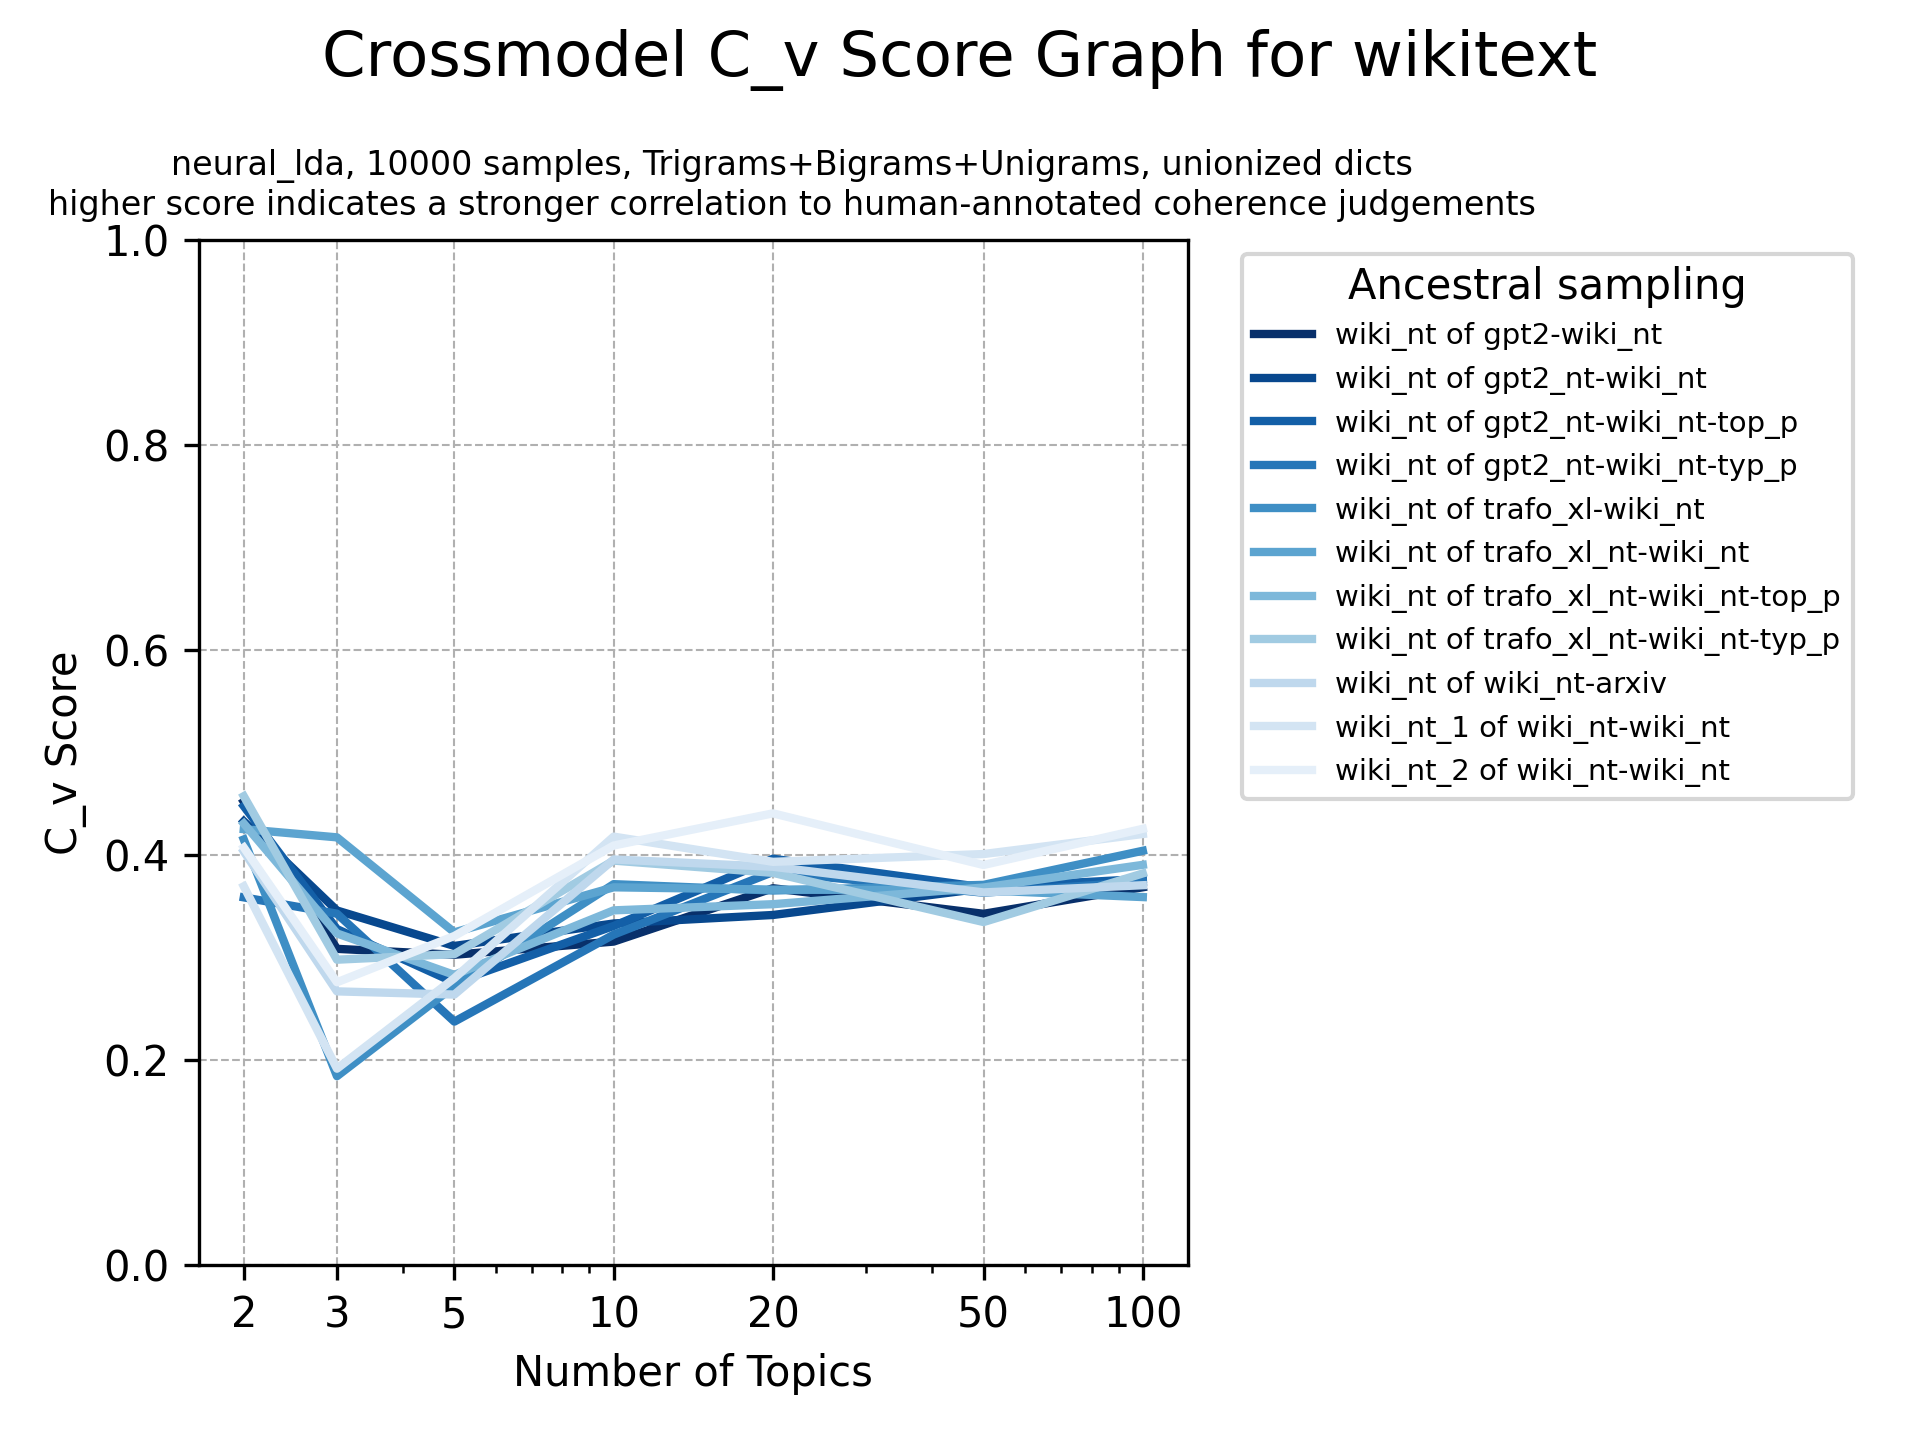 Crossmodel C_v Score Graph for wikitext
neural_lda, 10000 samples, Trigrams+Bigrams+Unigrams, unionized dicts
higher score indicates a stronger correlation to human-annotated coherence judgements
1.0
0.8
0.6
0.4
0.2
0.0
C_v Score
2 3 5 10 20 50 100
Number of Topics
Ancestral sampling
wiki_nt of gpt2-wiki_nt
wiki_nt of gpt2_nt-wiki_nt
wiki_nt of gpt2_nt-wiki_nt-top_p
wiki_nt of gpt2_nt-wiki_nt-typ_p
wiki_nt of trafo_xl-wiki_nt
wiki_nt of trafo_xl_nt-wiki_nt
wiki_nt of trafo_xl_nt-wiki_nt-top_p
wiki_nt of trafo_xl_nt-wiki_nt-typ_p
wiki_nt of wiki_nt-arxiv
wiki_nt_1 of wiki_nt-wiki_nt
wiki_nt_2 of wiki_nt-wiki_nt